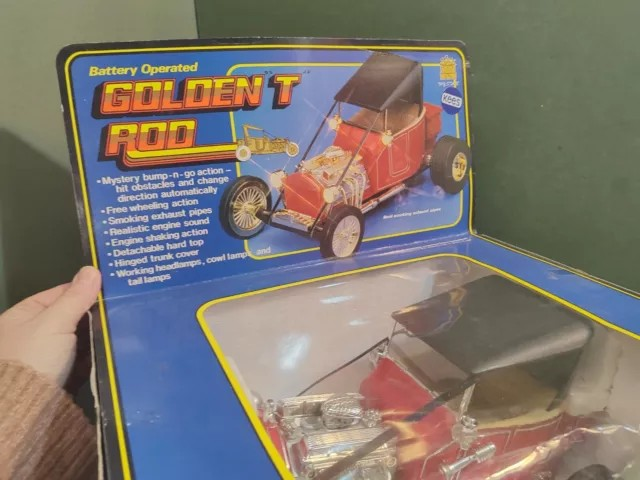 Battery Operated
GOLDEN "T"
ROD
• Mystery bump-n-go action –
hit obstacles and change
direction automatically
• Free wheeling action
• Smoking exhaust pipes
• Realistic engine sound
• Engine shaking action
• Detachable hard top
• Hinged trunk cover
• Working headlamps, cowl lamps and
tail lamps